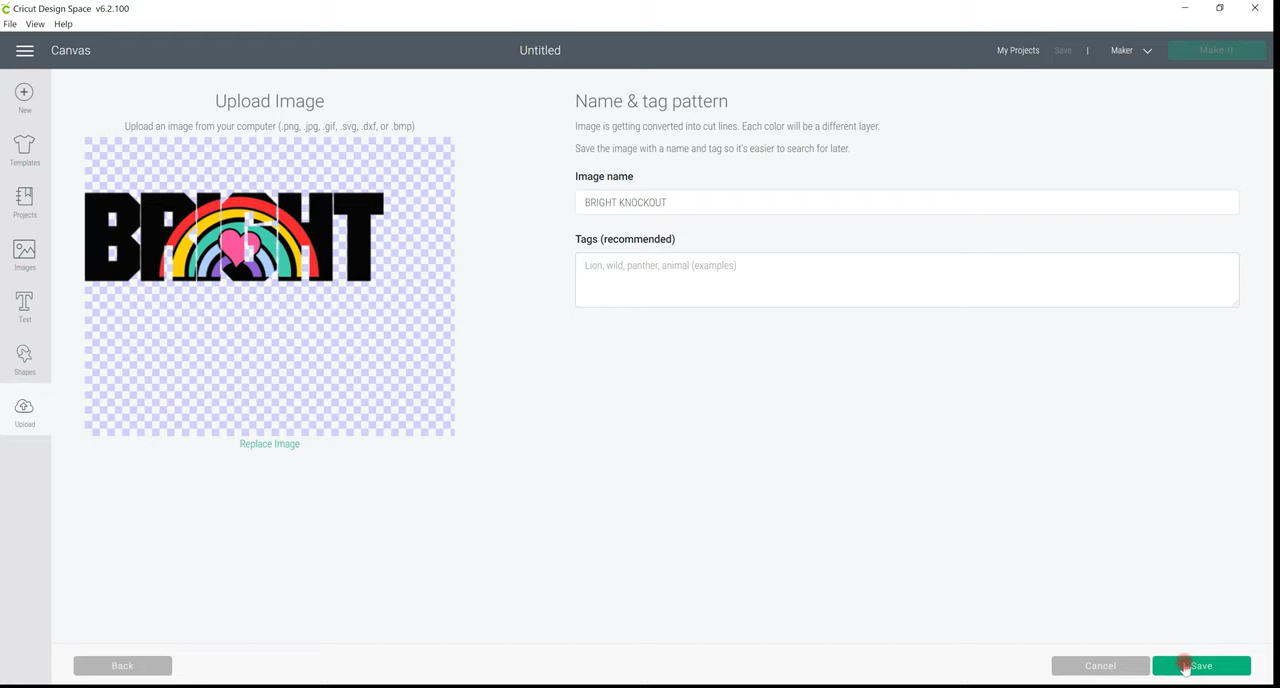 Cricut Design Space v6.2.100
File View Help
Canvas
Untitled
My Projects Save | Maker Make It
New
Templates
Projects
Images
Text
Shapes
Upload
Upload Image
Upload an image from your computer (.png, .jpg, .gif, .svg, .dxf, or .bmp)
BRIGHT
Replace Image
Name & tag pattern
Image is getting converted into cut lines. Each color will be a different layer.
Save the image with a name and tag so it's easier to search for later.
Image name
BRIGHT KNOCKOUT
Tags (recommended)
Lion, wild, panther, animal (examples)
Back
Cancel
Save